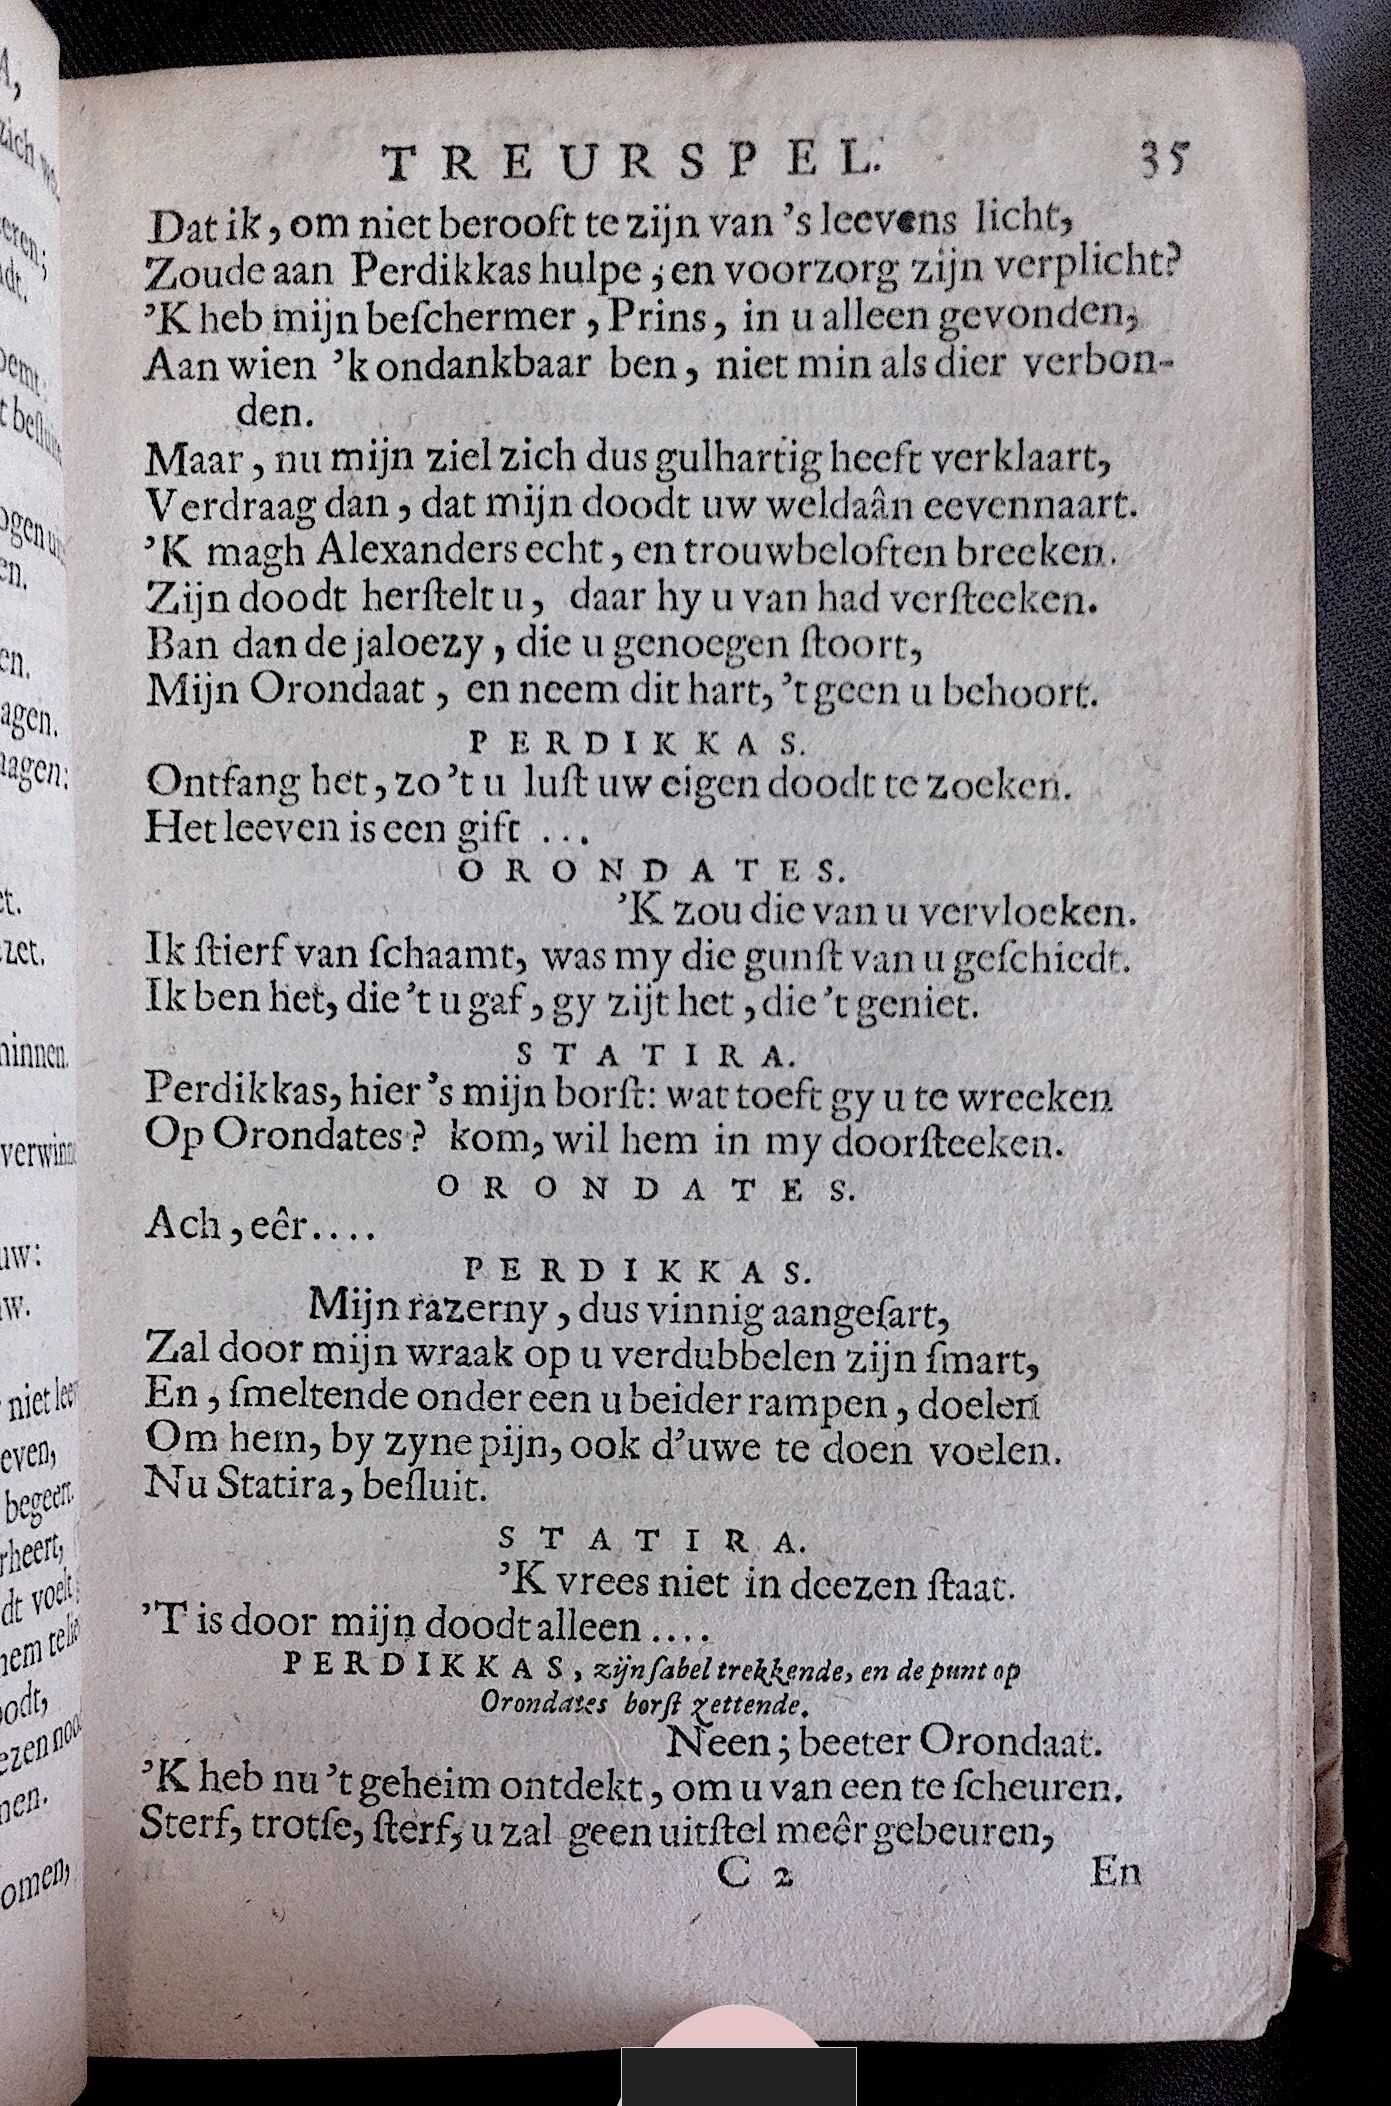 TREURSPEL. 35
Dat ik, om niet berooft te zijn van 's leevens licht,
Zoude aan Perdikkas hulpe, en voorzorg zijn verplicht?
'K heb mijn beſchermer, Prins, in u alleen gevonden,
Aan wien 'k ondankbaar ben, niet min als dier verbon-
den.
Maar, nu mijn ziel zich dus gulhartig heeft verklaart,
Verdraag dan, dat mijn doodt uw weldaân eevennaart.
'K magh Alexanders echt, en trouwbeloften breeken.
Zijn doodt herſtelt u, daar hy u van had verſteeken.
Ban dan de jaloezy, die u genoegen ſtoort,
Mijn Orondaat, en neem dit hart, 't geen u behoort.
PERDIKKAS.
Ontfang het, zo 't u luſt uw eigen doodt te zoeken.
Het leeven is een gift ...
ORONDATES.
'K zou die van u vervloeken.
Ik ſtierf van ſchaamt, was my die gunſt van u geſchiedt.
Ik ben het, die 't u gaf, gy zijt het, die 't geniet.
STATIRA.
Perdikkas, hier 's mijn borſt: wat toeft gy u te wreeken
Op Orondates? kom, wil hem in my doorſteeken.
ORONDATES.
Ach, eêr....
PERDIKKAS.
Mijn razerny, dus vinnig aangeſart,
Zal door mijn wraak op u verdubbelen zijn ſmart,
En, ſmeltende onder een u beider rampen, doelen
Om hem, by zyne pijn, ook d'uwe te doen voelen.
Nu Statira, beſluit.
STATIRA.
'K vrees niet in deezen ſtaat.
'T is door mijn doodt alleen ....
PERDIKKAS, zijn ſabel trekkende, en de punt op
Orondates borſt zettende.
Neen; beeter Orondaat.
'K heb nu 't geheim ontdekt, om u van een te ſcheuren.
Sterf, trotſe, ſterf, u zal geen uitſtel meêr gebeuren,
C 2 En